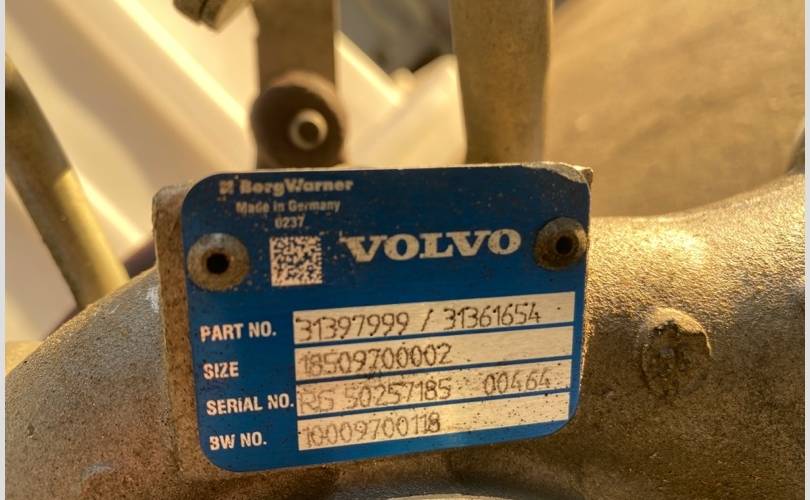 BorgWarner
Made in Germany
0237
VOLVO
PART NO. 31397999 / 31361654
SIZE 18509700002
SERIAL NO. RG 50257185 00464
BW NO. 10009700118